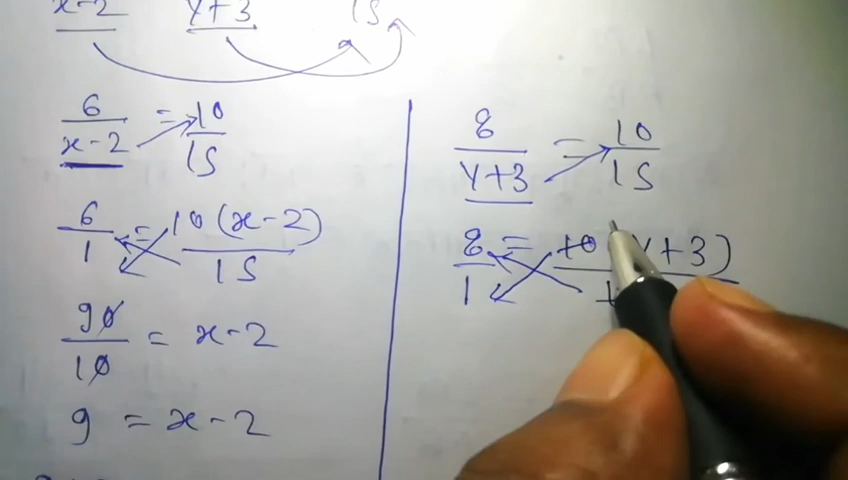 x-2 y+3 15
6/x-2 = 10/15
6/1 = 10(x-2)/15
90/10 = x-2
9 = x-2
8/y+3 = 10/15
8/1 = 10(y+3)